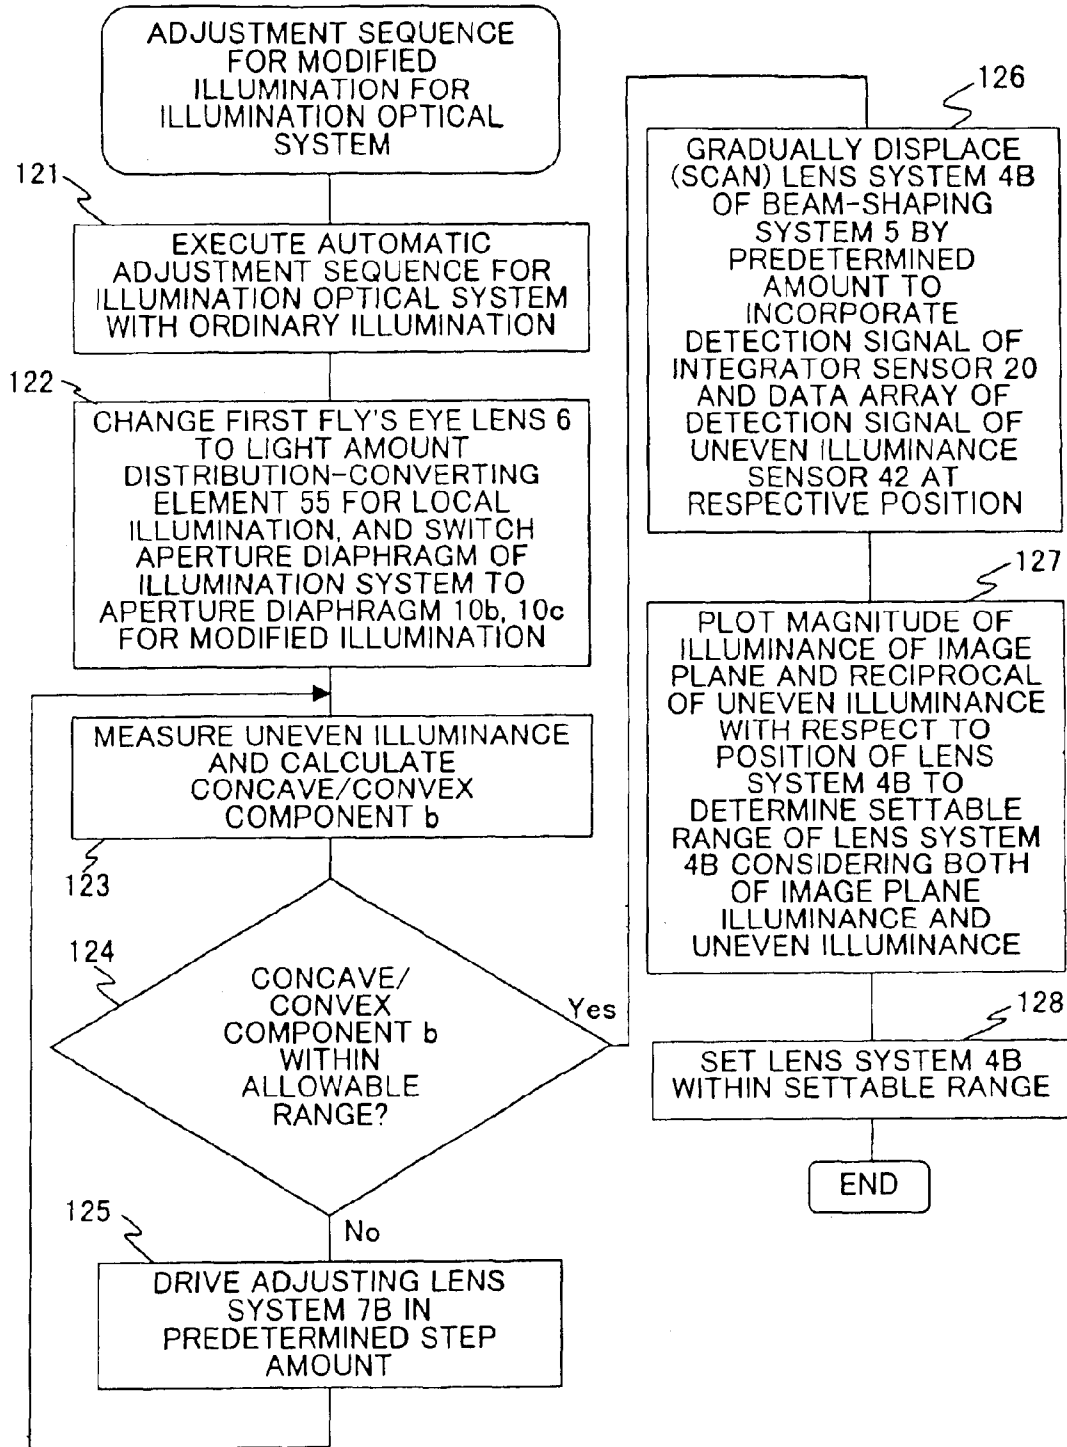 ADJUSTMENT SEQUENCE
FOR MODIFIED
ILLUMINATION FOR
ILLUMINATION OPTICAL
SYSTEM
121
EXECUTE AUTOMATIC
ADJUSTMENT SEQUENCE FOR
ILLUMINATION OPTICAL SYSTEM
WITH ORDINARY ILLUMINATION
122
CHANGE FIRST FLY'S EYE LENS 6
TO LIGHT AMOUNT
DISTRIBUTION-CONVERTING
ELEMENT 55 FOR LOCAL
ILLUMINATION, AND SWITCH
APERTURE DIAPHRAGM OF
ILLUMINATION SYSTEM TO
APERTURE DIAPHRAGM 10b, 10c
FOR MODIFIED ILLUMINATION
MEASURE UNEVEN ILLUMINANCE
AND CALCULATE
CONCAVE/CONVEX
COMPONENT b
123
124
CONCAVE/
CONVEX
COMPONENT b
WITHIN
ALLOWABLE
RANGE?
Yes
No
125
DRIVE ADJUSTING LENS
SYSTEM 7B IN
PREDETERMINED STEP
AMOUNT
126
GRADUALLY DISPLACE
(SCAN) LENS SYSTEM 4B
OF BEAM-SHAPING
SYSTEM 5 BY
PREDETERMINED
AMOUNT TO
INCORPORATE
DETECTION SIGNAL OF
INTEGRATOR SENSOR 20
AND DATA ARRAY OF
DETECTION SIGNAL OF
UNEVEN ILLUMINANCE
SENSOR 42 AT
RESPECTIVE POSITION
127
PLOT MAGNITUDE OF
ILLUMINANCE OF IMAGE
PLANE AND RECIPROCAL
OF UNEVEN ILLUMINANCE
WITH RESPECT TO
POSITION OF LENS
SYSTEM 4B TO
DETERMINE SETTABLE
RANGE OF LENS SYSTEM
4B CONSIDERING BOTH
OF IMAGE PLANE
ILLUMINANCE AND
UNEVEN ILLUMINANCE
128
SET LENS SYSTEM 4B
WITHIN SETTABLE RANGE
END